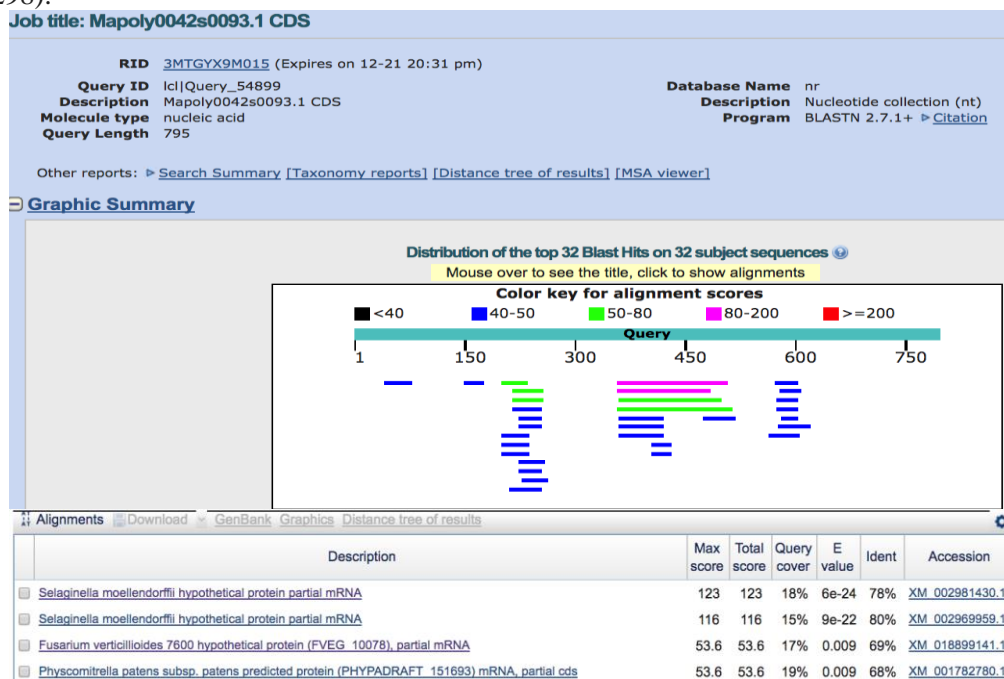 Job title: Mapoly0042s0093.1 CDS
RID 3MTGYX9M015 (Expires on 12-21 20:31 pm)
Query ID lcl|Query_54899
Description Mapoly0042s0093.1 CDS
Molecule type nucleic acid
Query Length 795
Database Name nr
Description Nucleotide collection (nt)
Program BLASTN 2.7.1+ Citation
Other reports: Search Summary [Taxonomy reports] [Distance tree of results] [MSA viewer]
Graphic Summary
Distribution of the top 32 Blast Hits on 32 subject sequences
Mouse over to see the title, click to show alignments
Color key for alignment scores
<40 40-50 50-80 80-200 >=200
Query
1 150 300 450 600 750
Alignments Download GenBank Graphics Distance tree of results
Description Max score Total score Query cover E value Ident Accession
Selaginella moellendorffii hypothetical protein partial mRNA 123 123 18% 6e-24 78% XM_002981430.1
Selaginella moellendorffii hypothetical protein partial mRNA 116 116 15% 9e-22 80% XM_002969959.1
Fusarium verticillioides 7600 hypothetical protein (FVEG_10078), partial mRNA 53.6 53.6 17% 0.009 69% XM_018899141.1
Physcomitrella patens subsp. patens predicted protein (PHYPADRAFT_151693) mRNA, partial cds 53.6 53.6 19% 0.009 68% XM_001782780.1